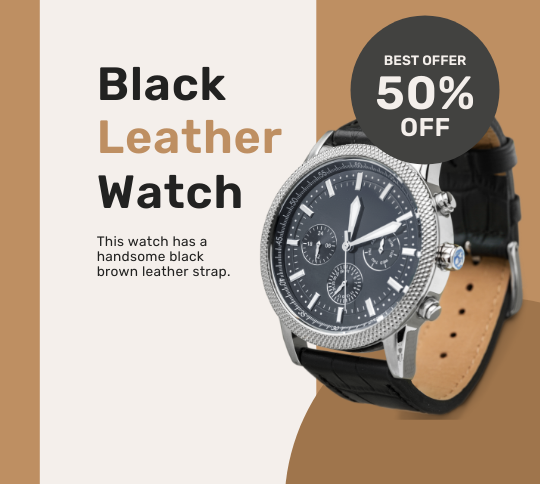 Black
Leather
Watch
This watch has a
handsome black
brown leather strap.
BEST OFFER
50%
OFF